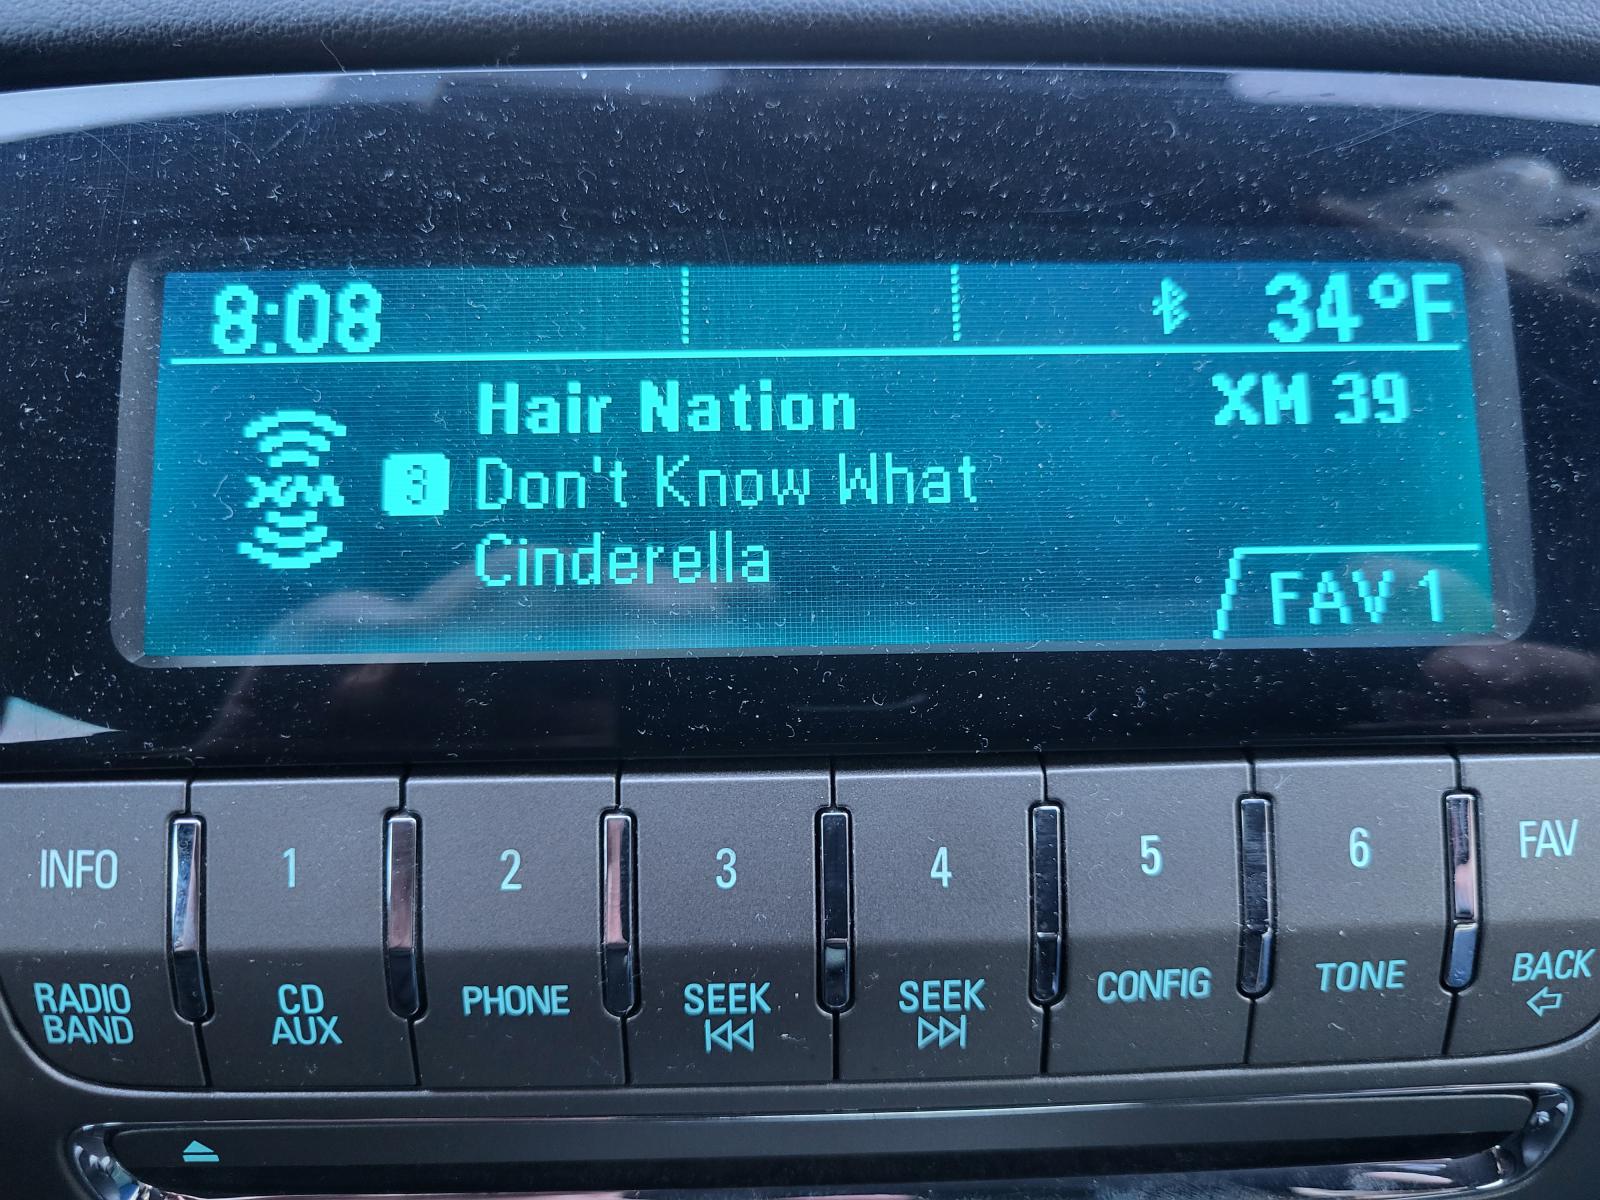 8:08 34°F
Hair Nation XM 39
XM 3 Don't Know What
Cinderella
FAV 1
INFO 1 2 3 4 5 6 FAV
RADIO BAND CD AUX PHONE SEEK SEEK CONFIG TONE BACK